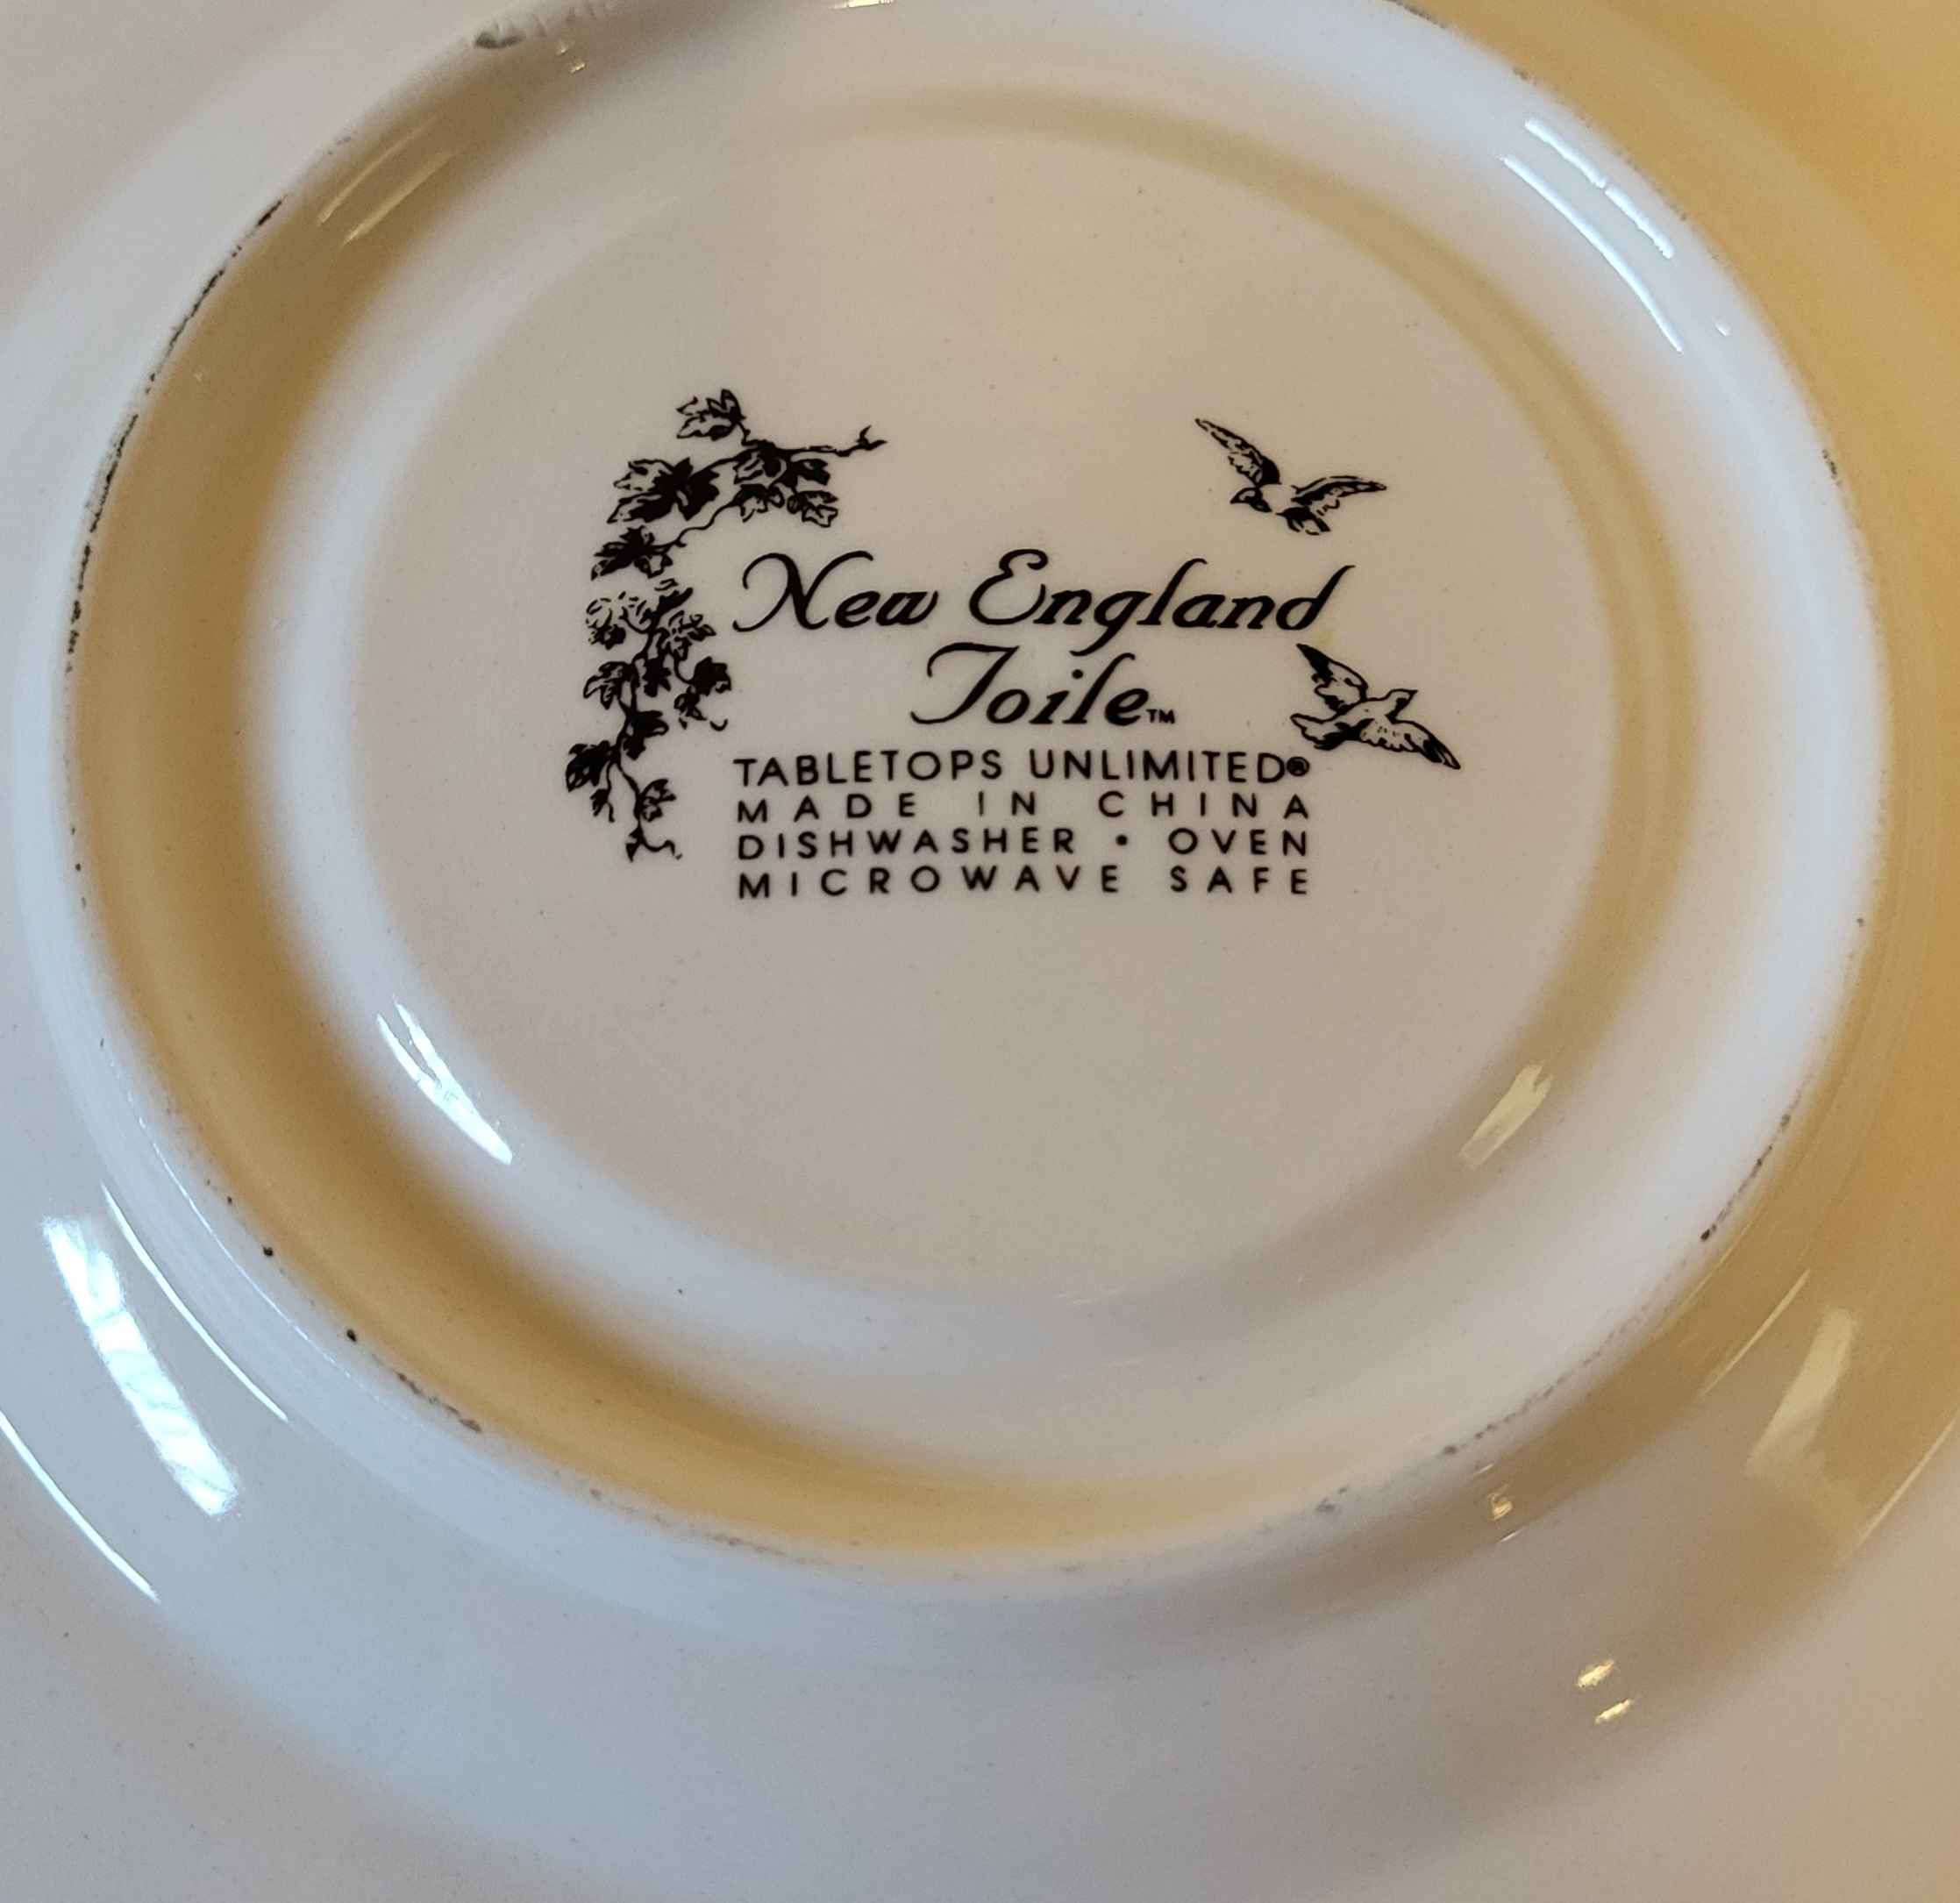 New England
Toile™
TABLETOPS UNLIMITED®
MADE IN CHINA
DISHWASHER • OVEN
MICROWAVE SAFE